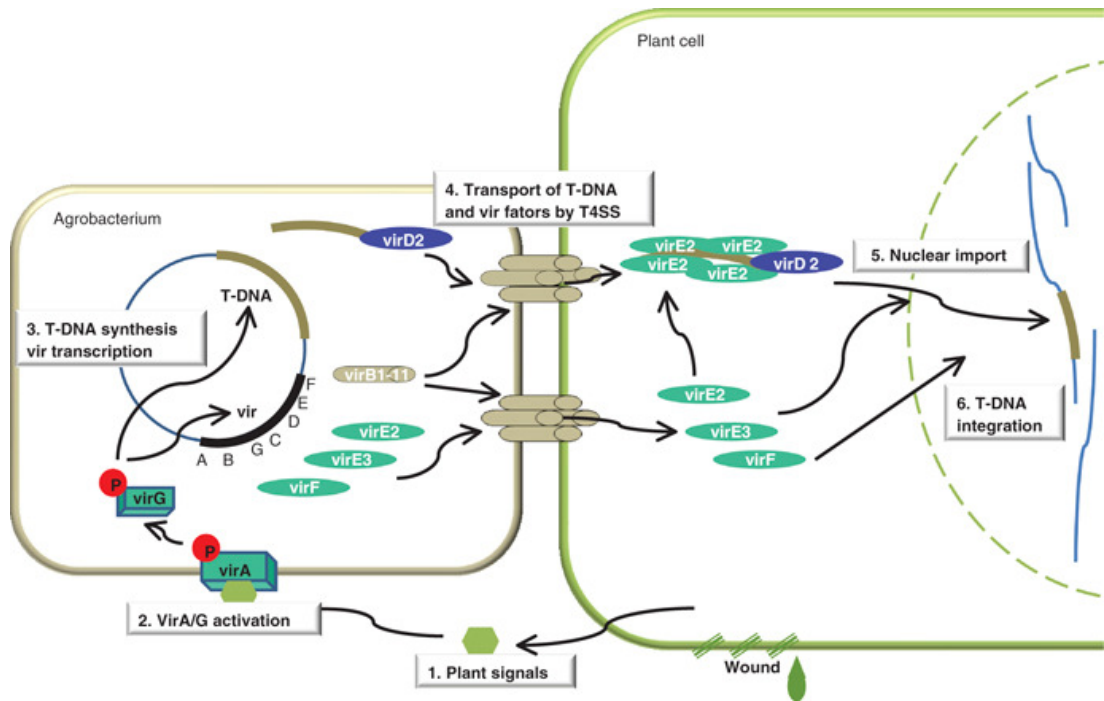 Plant cell
Agrobacterium
4. Transport of T-DNA
and vir fators by T4SS
virD2
virE2
virE2
virE2
virE2
virD 2
5. Nuclear import
T-DNA
3. T-DNA synthesis
vir transcription
virB1-11
vir
A
B
G
C
D
E
F
virE2
virE3
virF
virE2
virE3
virF
6. T-DNA
integration
P
virG
P
virA
2. VirA/G activation
1. Plant signals
Wound